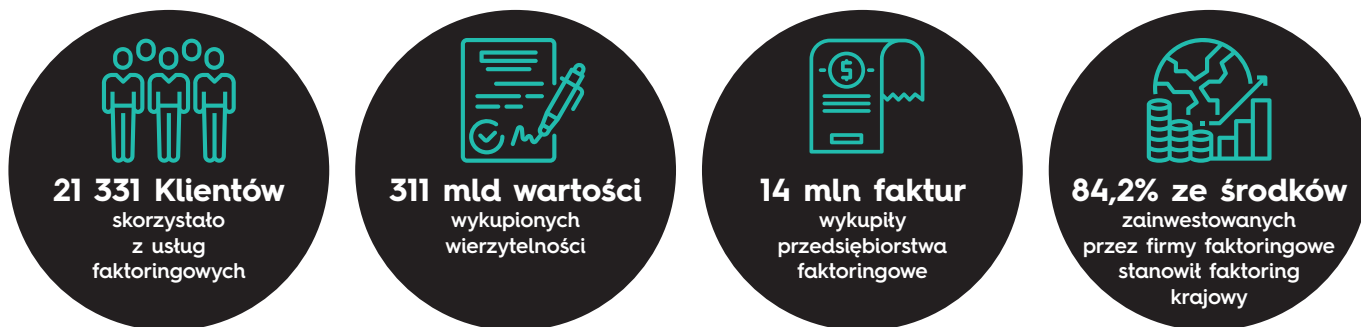 21 331 Klientów
skorzystało
z usług
faktoringowych
311 mld wartości
wykupionych
wierzytelności
14 mln faktur
wykupiły
przedsiębiorstwa
faktoringowe
84,2% ze środków
zainwestowanych
przez firmy faktoringowe
stanowił faktoring
krajowy